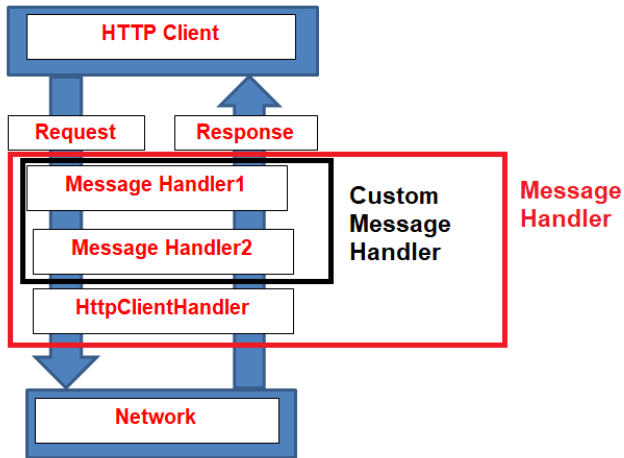 HTTP Client
Request
Response
Message Handler1
Message Handler2
HttpClientHandler
Custom
Message
Handler
Message
Handler
Network